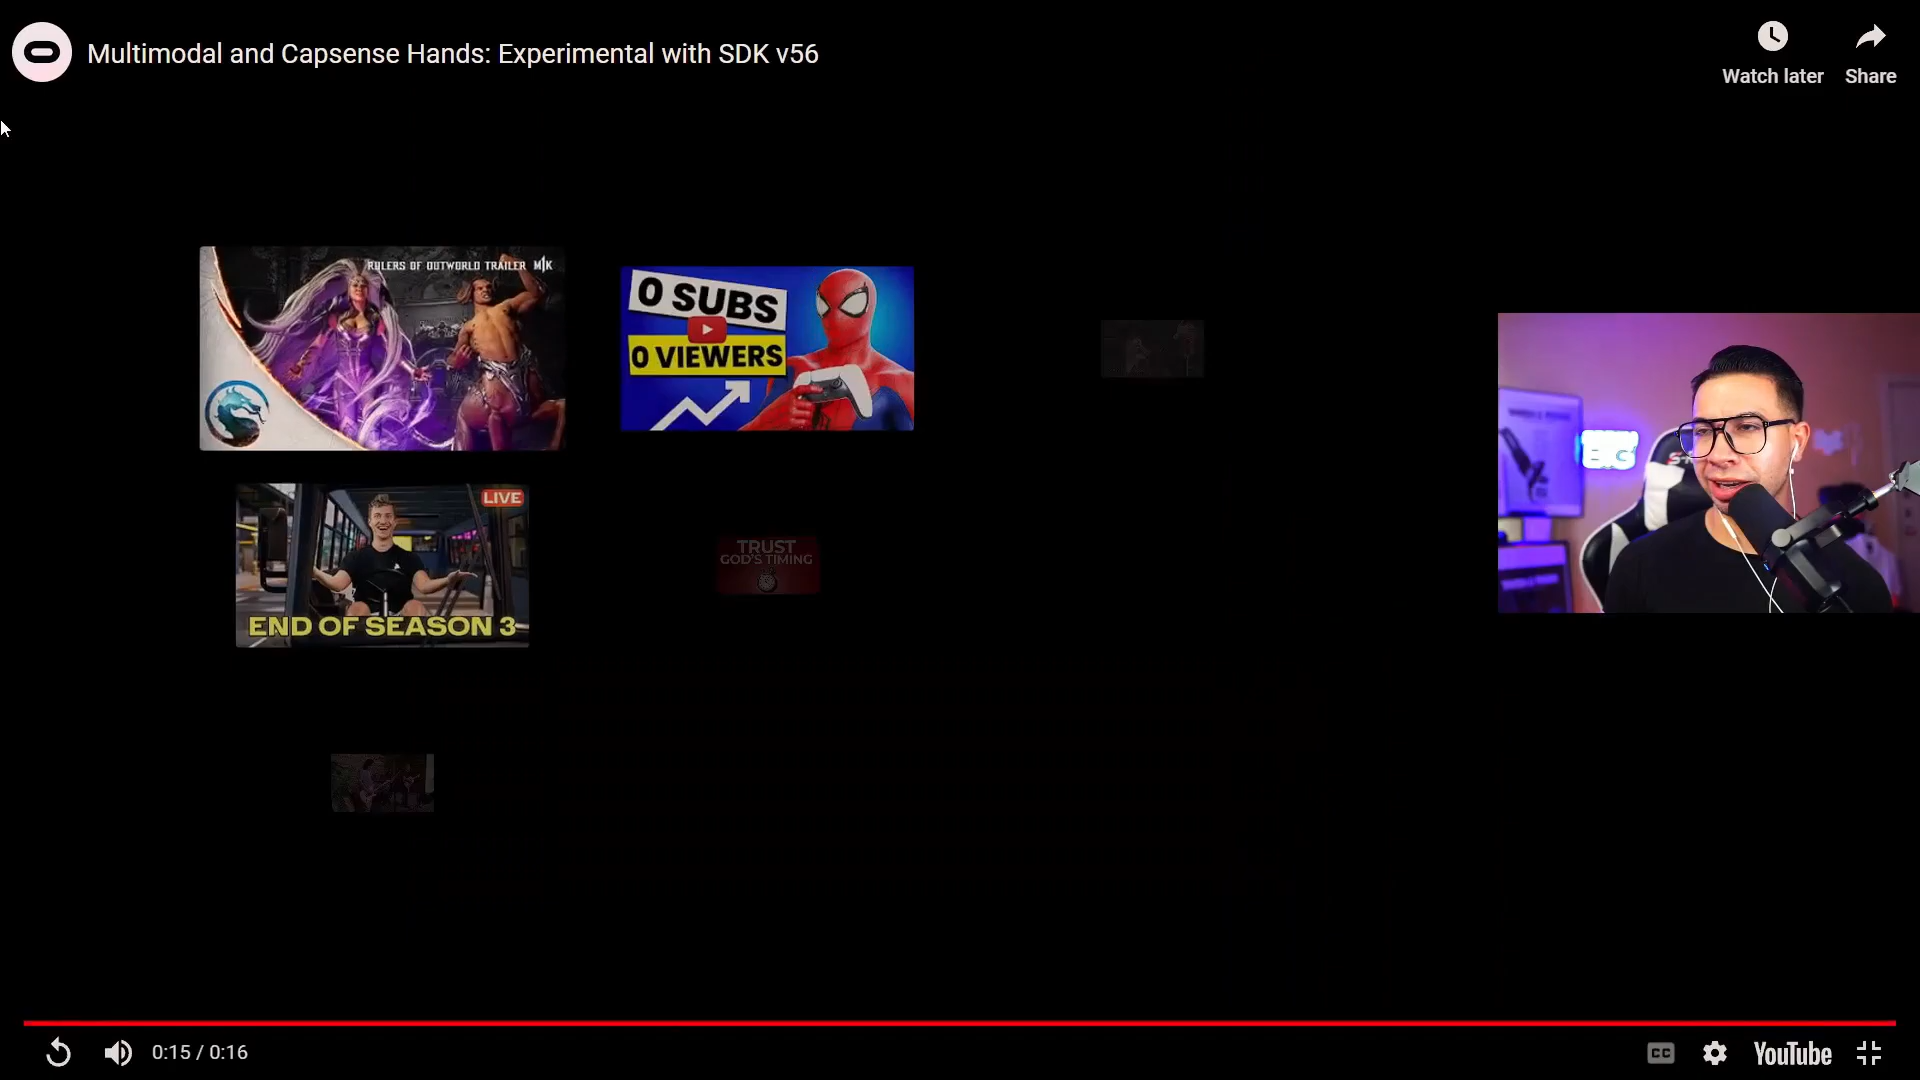 Multimodal and Capsense Hands: Experimental with SDK v56
Watch later
Share
RULERS OF OUTWORLD TRAILER MK
0 SUBS
0 VIEWERS
LIVE
END OF SEASON 3
TRUST
GOD'S TIMING
0:15 / 0:16
CC
YouTube